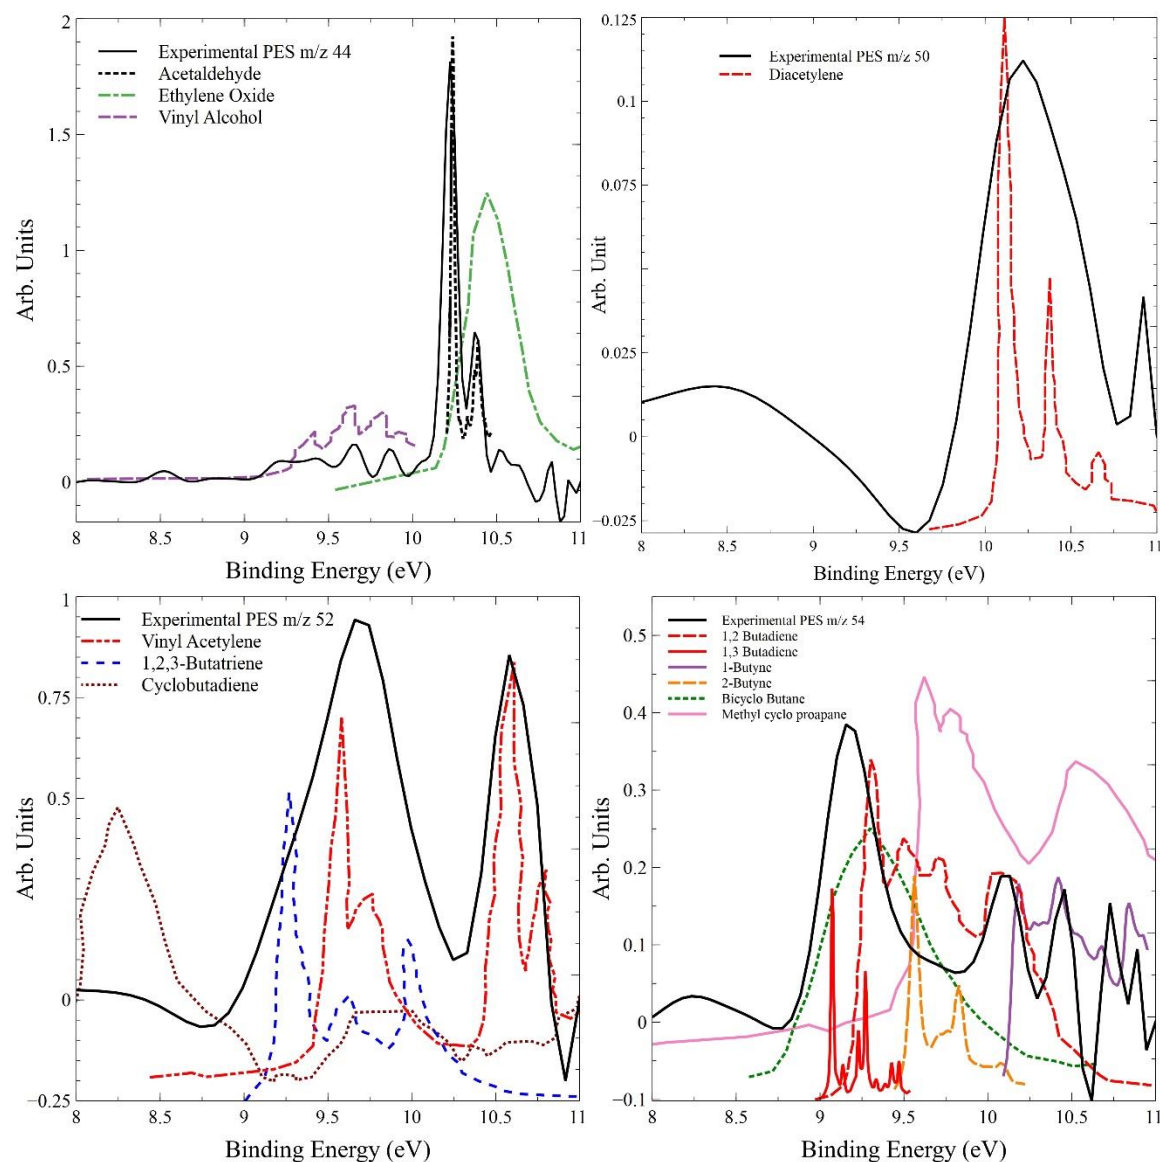 2
1.5
1
0.5
0
Arb. Units
Experimental PES m/z 44
Acetaldehyde
Ethylene Oxide
Vinyl Alcohol
8 8.5 9 9.5 10 10.5 11
Binding Energy (eV)
0.125
0.1
0.075
0.025
0
−0.025
Arb. Unit
Experimental PES m/z 50
Diacetylene
8 8.5 9 9.5 10 10.5 11
Binding Energy (eV)
1
0.75
0.5
0.25
0
-0.25
Arb. Units
Experimental PES m/z 52
Vinyl Acetylene
1,2,3-Butatriene
Cyclobutadiene
8 8.5 9 9.5 10 10.5 11
Binding Energy (eV)
0.5
0.4
0.3
0.2
0.1
0
-0.1
Arb. Units
Experimental PES m/z 54
1,2 Butadiene
1,3 Butadiene
1-Butyne
2-Butyne
Bicyclo Butane
Methyl cyclo proapane
8 8.5 9 9.5 10 10.5 11
Binding Energy (eV)